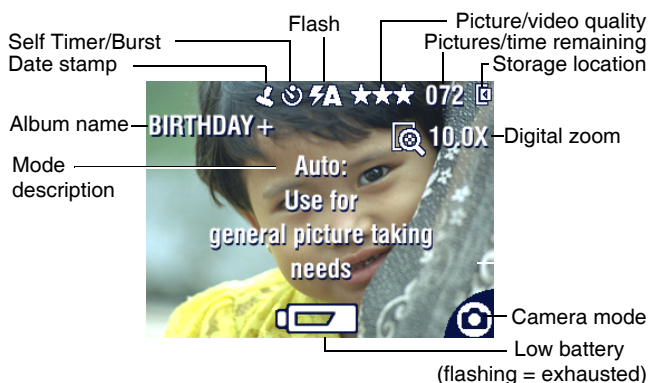 Flash
Picture/video quality
Self Timer/Burst
Pictures/time remaining
Date stamp
Storage location
A ★★★ 072
Album name
BIRTHDAY+
10.0X
Digital zoom
Mode
description
Auto:
Use for
general picture taking
needs
Camera mode
Low battery
(flashing = exhausted)